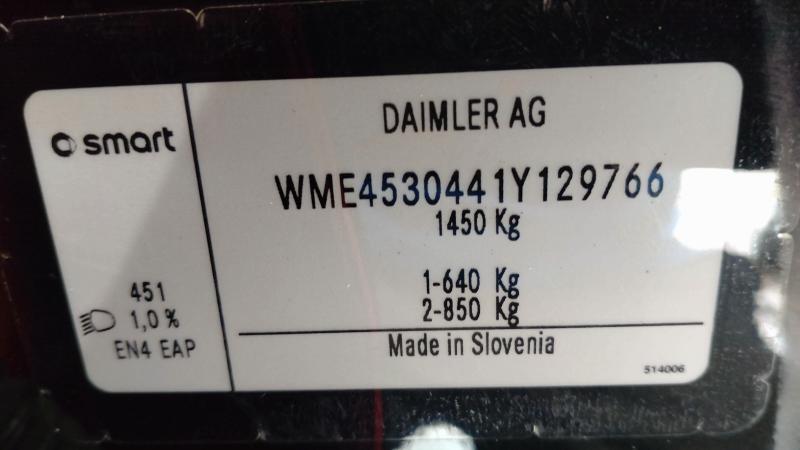 smart
451
1,0 %
EN4 EAP
DAIMLER AG
WME4530441Y129766
1450 Kg
1-640 Kg
2-850 Kg
Made in Slovenia
514006